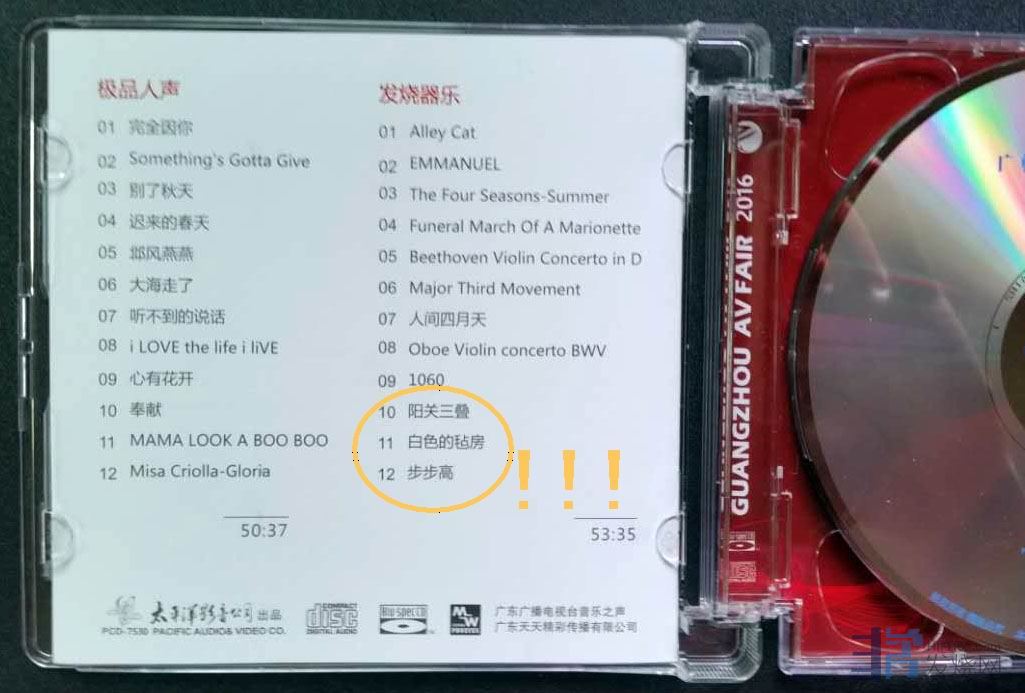 极品人声
01 完全因你
02 Something's Gotta Give
03 别了秋天
04 迟来的春天
05 邶风燕燕
06 大海走了
07 听不到的说话
08 i LOVE the life i liVE
09 心有花开
10 奉献
11 MAMA LOOK A BOO BOO
12 Misa Criolla-Gloria
50:37
发烧器乐
01 Alley Cat
02 EMMANUEL
03 The Four Seasons-Summer
04 Funeral March Of A Marionette
05 Beethoven Violin Concerto in D
06 Major Third Movement
07 人间四月天
08 Oboe Violin concerto BWV
09 1060
10 阳关三叠
11 白色的毡房
12 步步高
!!!
53:35
太平洋影音公司 出品
PCD-7530 PACIFIC AUDIO& VIDEO CO.
COMPACT
disc
DIGITAL AUDIO
Blu-specCD
广东广播电视台音乐之声
广东天天精彩传播有限公司
GUANGZHOU AV FAIR 2016
发烧网